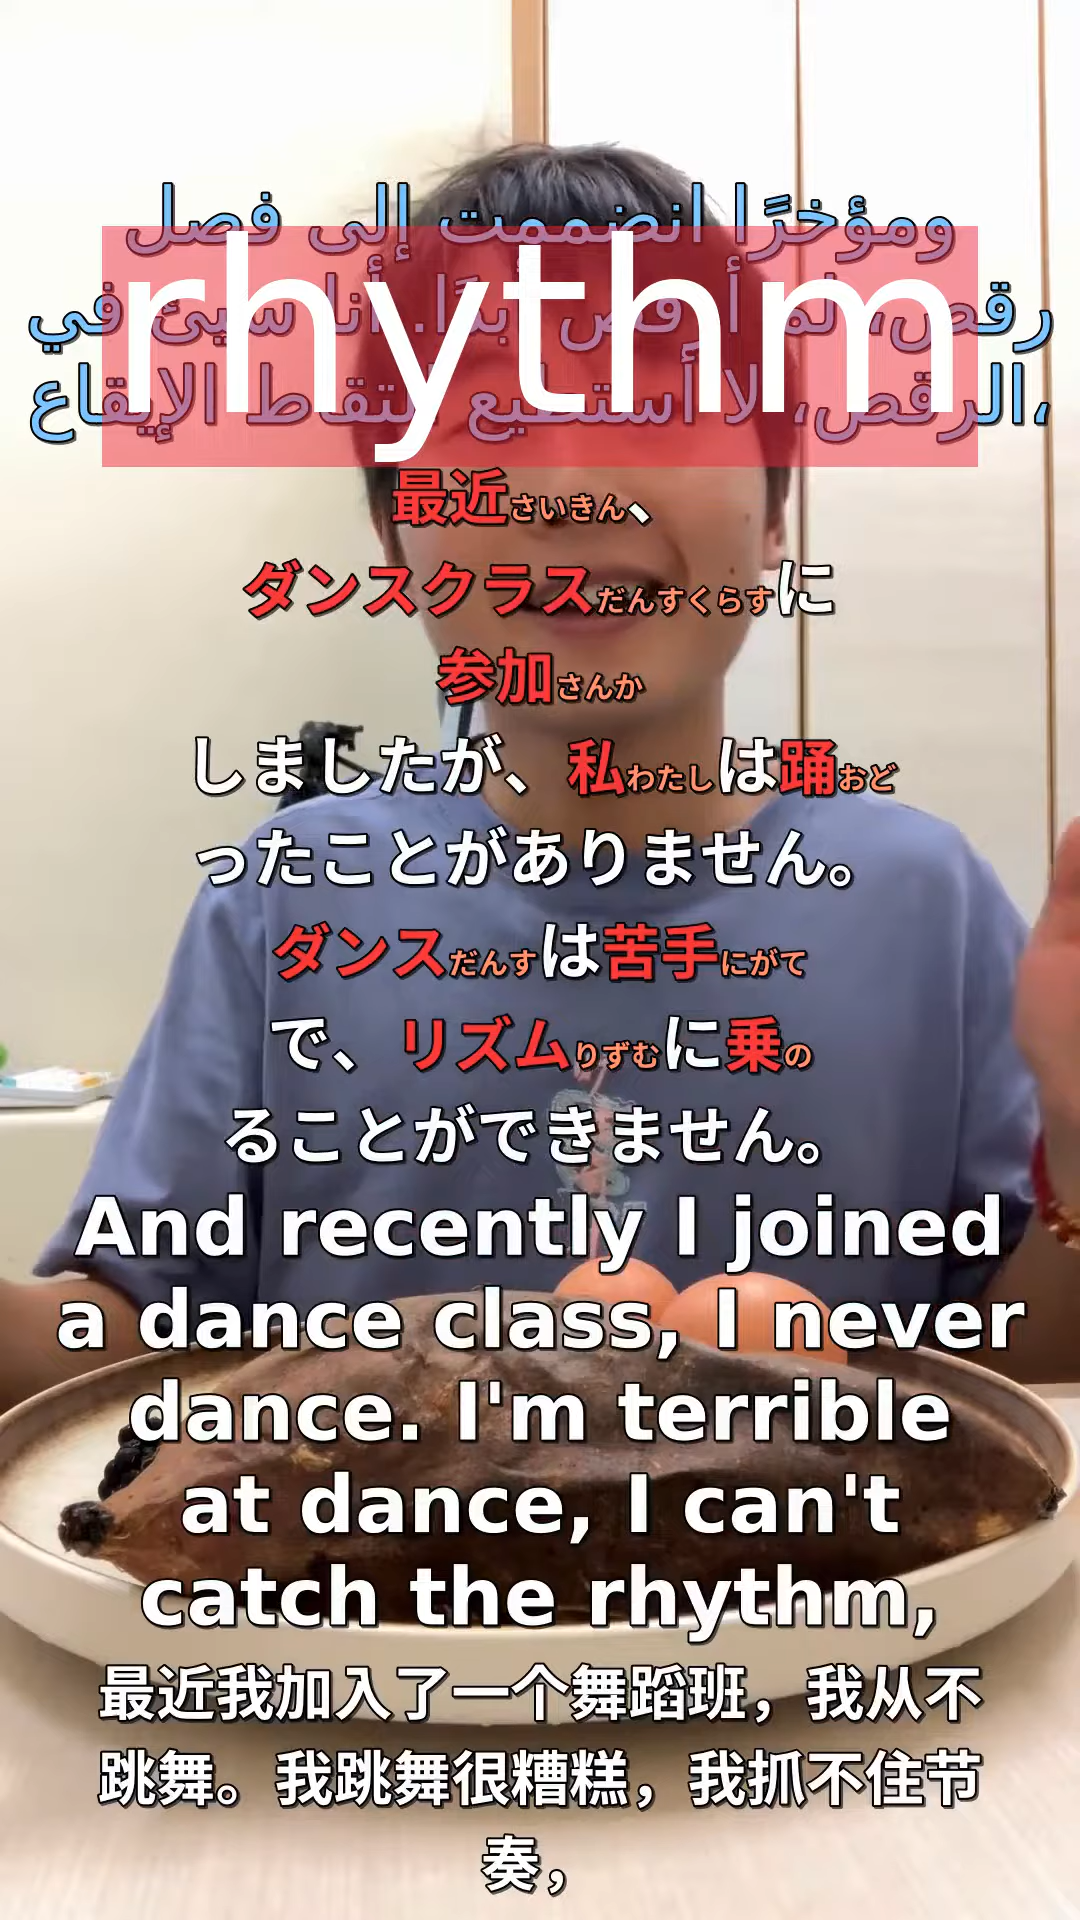 ومؤخرًا انضممت إلى فصل
رقص، لم أرقص أبدًا. أنا سيئ في
الرقص، لا أستطيع التقاط الإيقاع،
rhythm
最近さいきん、
ダンスクラスだんすくらすに
参加さんか
しましたが、私わたしは踊おど
ったことがありません。
ダンスだんすは苦手にがて
で、リズムりずむに乗の
ることができません。
And recently I joined
a dance class, I never
dance. I'm terrible
at dance, I can't
catch the rhythm,
最近我加入了一个舞蹈班，我从不
跳舞。我跳舞很糟糕，我抓不住节
奏，